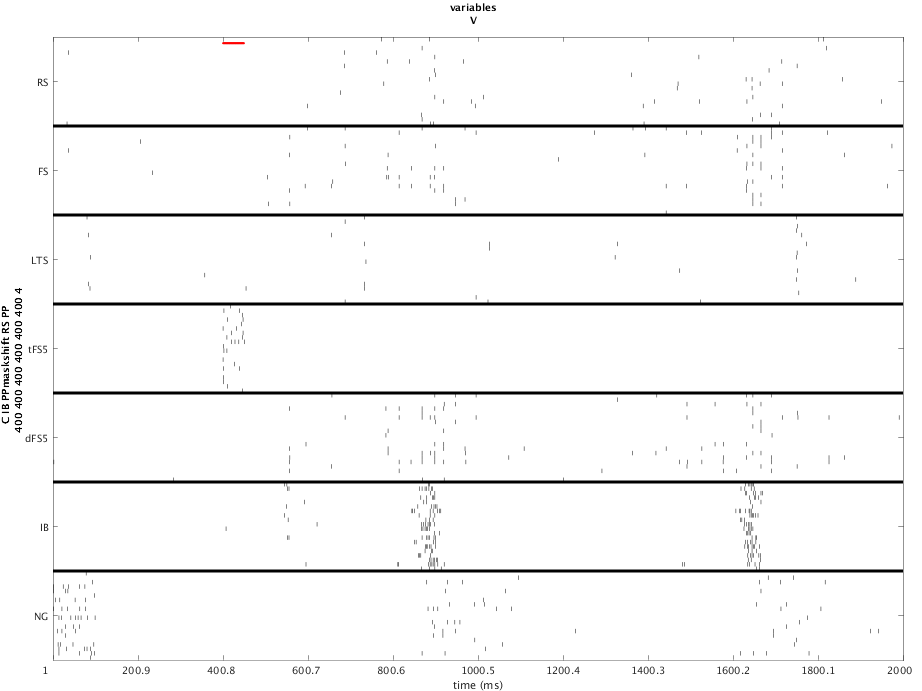 variables
V
RS
FS
LTS
tFS5
dFS5
IB
NG
C IB PPmaskshift RS PP
400 400 400 400 400 400 4
1
200.9
400.8
600.7
800.6
1000.5
1200.4
1400.3
1600.2
1800.1
2000
time (ms)